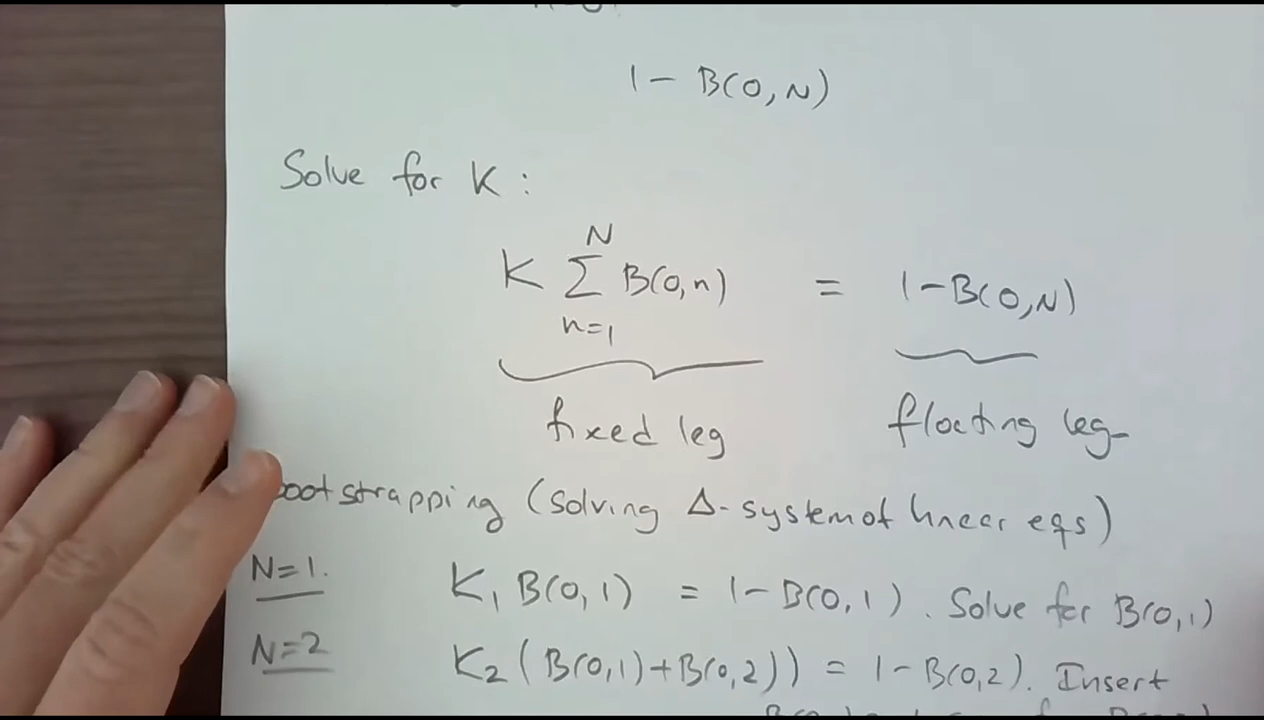 1 - B(0,N)
Solve for K :
K Σ_{n=1}^{N} B(0,n) = 1-B(0,N)
fixed leg floating leg
bootstrapping (solving Δ-system of linear eqs)
N=1. K₁ B(0,1) = 1-B(0,1). Solve for B(0,1)
N=2 K₂ (B(0,1)+B(0,2)) = 1-B(0,2). Insert